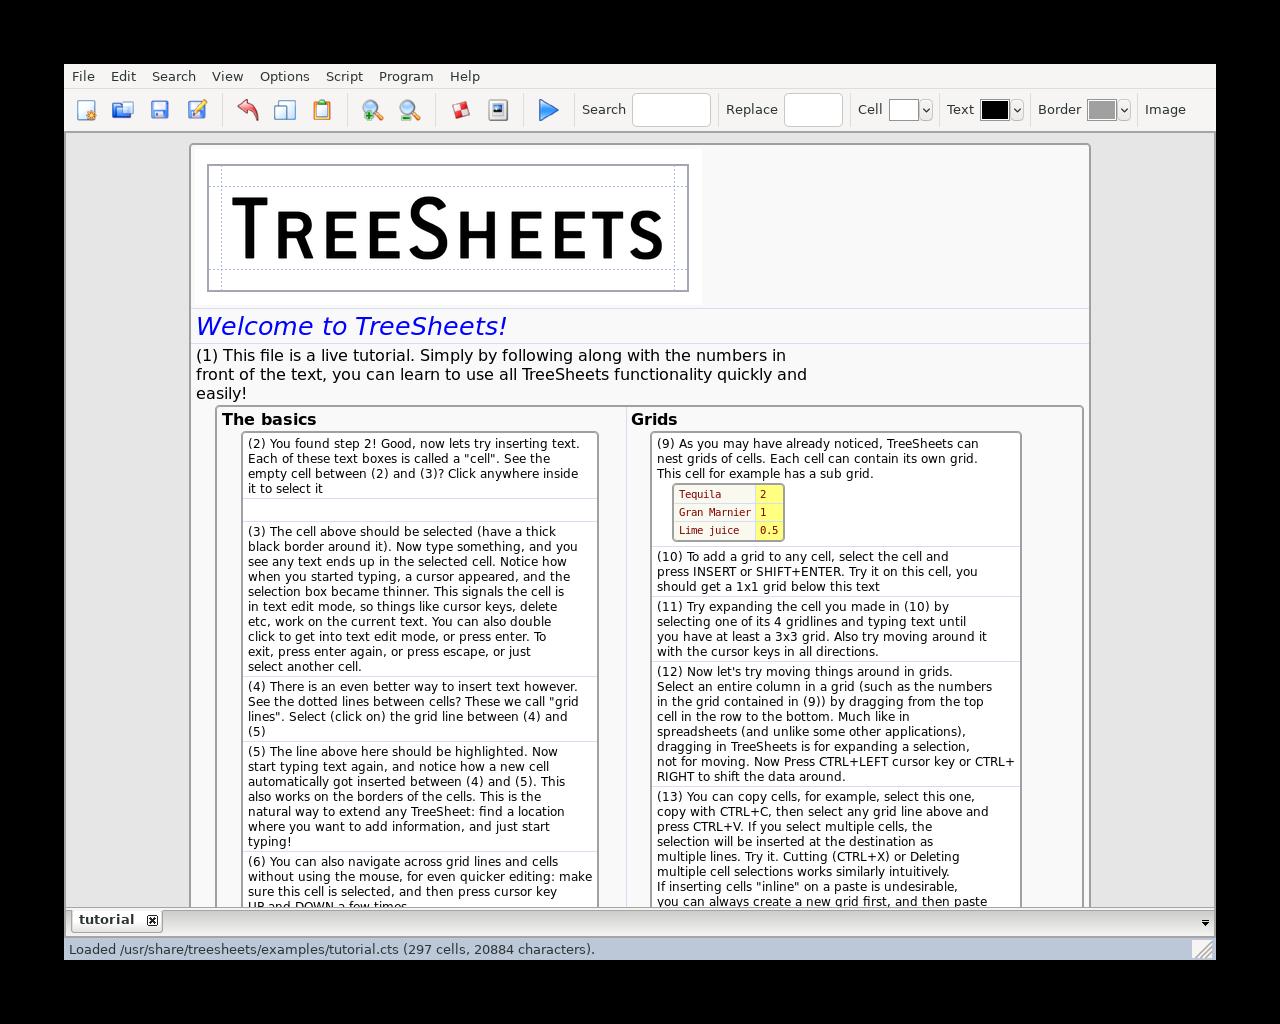 File Edit Search View Options Script Program Help
Search Replace Cell Text Border Image
TREESHEETS
Welcome to TreeSheets!
(1) This file is a live tutorial. Simply by following along with the numbers in
front of the text, you can learn to use all TreeSheets functionality quickly and
easily!
The basics
(2) You found step 2! Good, now lets try inserting text.
Each of these text boxes is called a "cell". See the
empty cell between (2) and (3)? Click anywhere inside
it to select it
(3) The cell above should be selected (have a thick
black border around it). Now type something, and you
see any text ends up in the selected cell. Notice how
when you started typing, a cursor appeared, and the
selection box became thinner. This signals the cell is
in text edit mode, so things like cursor keys, delete
etc, work on the current text. You can also double
click to get into text edit mode, or press enter. To
exit, press enter again, or press escape, or just
select another cell.
(4) There is an even better way to insert text however.
See the dotted lines between cells? These we call "grid
lines". Select (click on) the grid line between (4) and
(5)
(5) The line above here should be highlighted. Now
start typing text again, and notice how a new cell
automatically got inserted between (4) and (5). This
also works on the borders of the cells. This is the
natural way to extend any TreeSheet: find a location
where you want to add information, and just start
typing!
(6) You can also navigate across grid lines and cells
without using the mouse, for even quicker editing: make
sure this cell is selected, and then press cursor key
UP and DOWN a few times
Grids
(9) As you may have already noticed, TreeSheets can
nest grids of cells. Each cell can contain its own grid.
This cell for example has a sub grid.
Tequila 2
Gran Marnier 1
Lime juice 0.5
(10) To add a grid to any cell, select the cell and
press INSERT or SHIFT+ENTER. Try it on this cell, you
should get a 1x1 grid below this text
(11) Try expanding the cell you made in (10) by
selecting one of its 4 gridlines and typing text until
you have at least a 3x3 grid. Also try moving around it
with the cursor keys in all directions.
(12) Now let's try moving things around in grids.
Select an entire column in a grid (such as the numbers
in the grid contained in (9)) by dragging from the top
cell in the row to the bottom. Much like in
spreadsheets (and unlike some other applications),
dragging in TreeSheets is for expanding a selection,
not for moving. Now Press CTRL+LEFT cursor key or CTRL+
RIGHT to shift the data around.
(13) You can copy cells, for example, select this one,
copy with CTRL+C, then select any grid line above and
press CTRL+V. If you select multiple cells, the
selection will be inserted at the destination as
multiple lines. Try it. Cutting (CTRL+X) or Deleting
multiple cell selections works similarly intuitively.
If inserting cells "inline" on a paste is undesirable,
you can always create a new grid first, and then paste
tutorial
Loaded /usr/share/treesheets/examples/tutorial.cts (297 cells, 20884 characters).